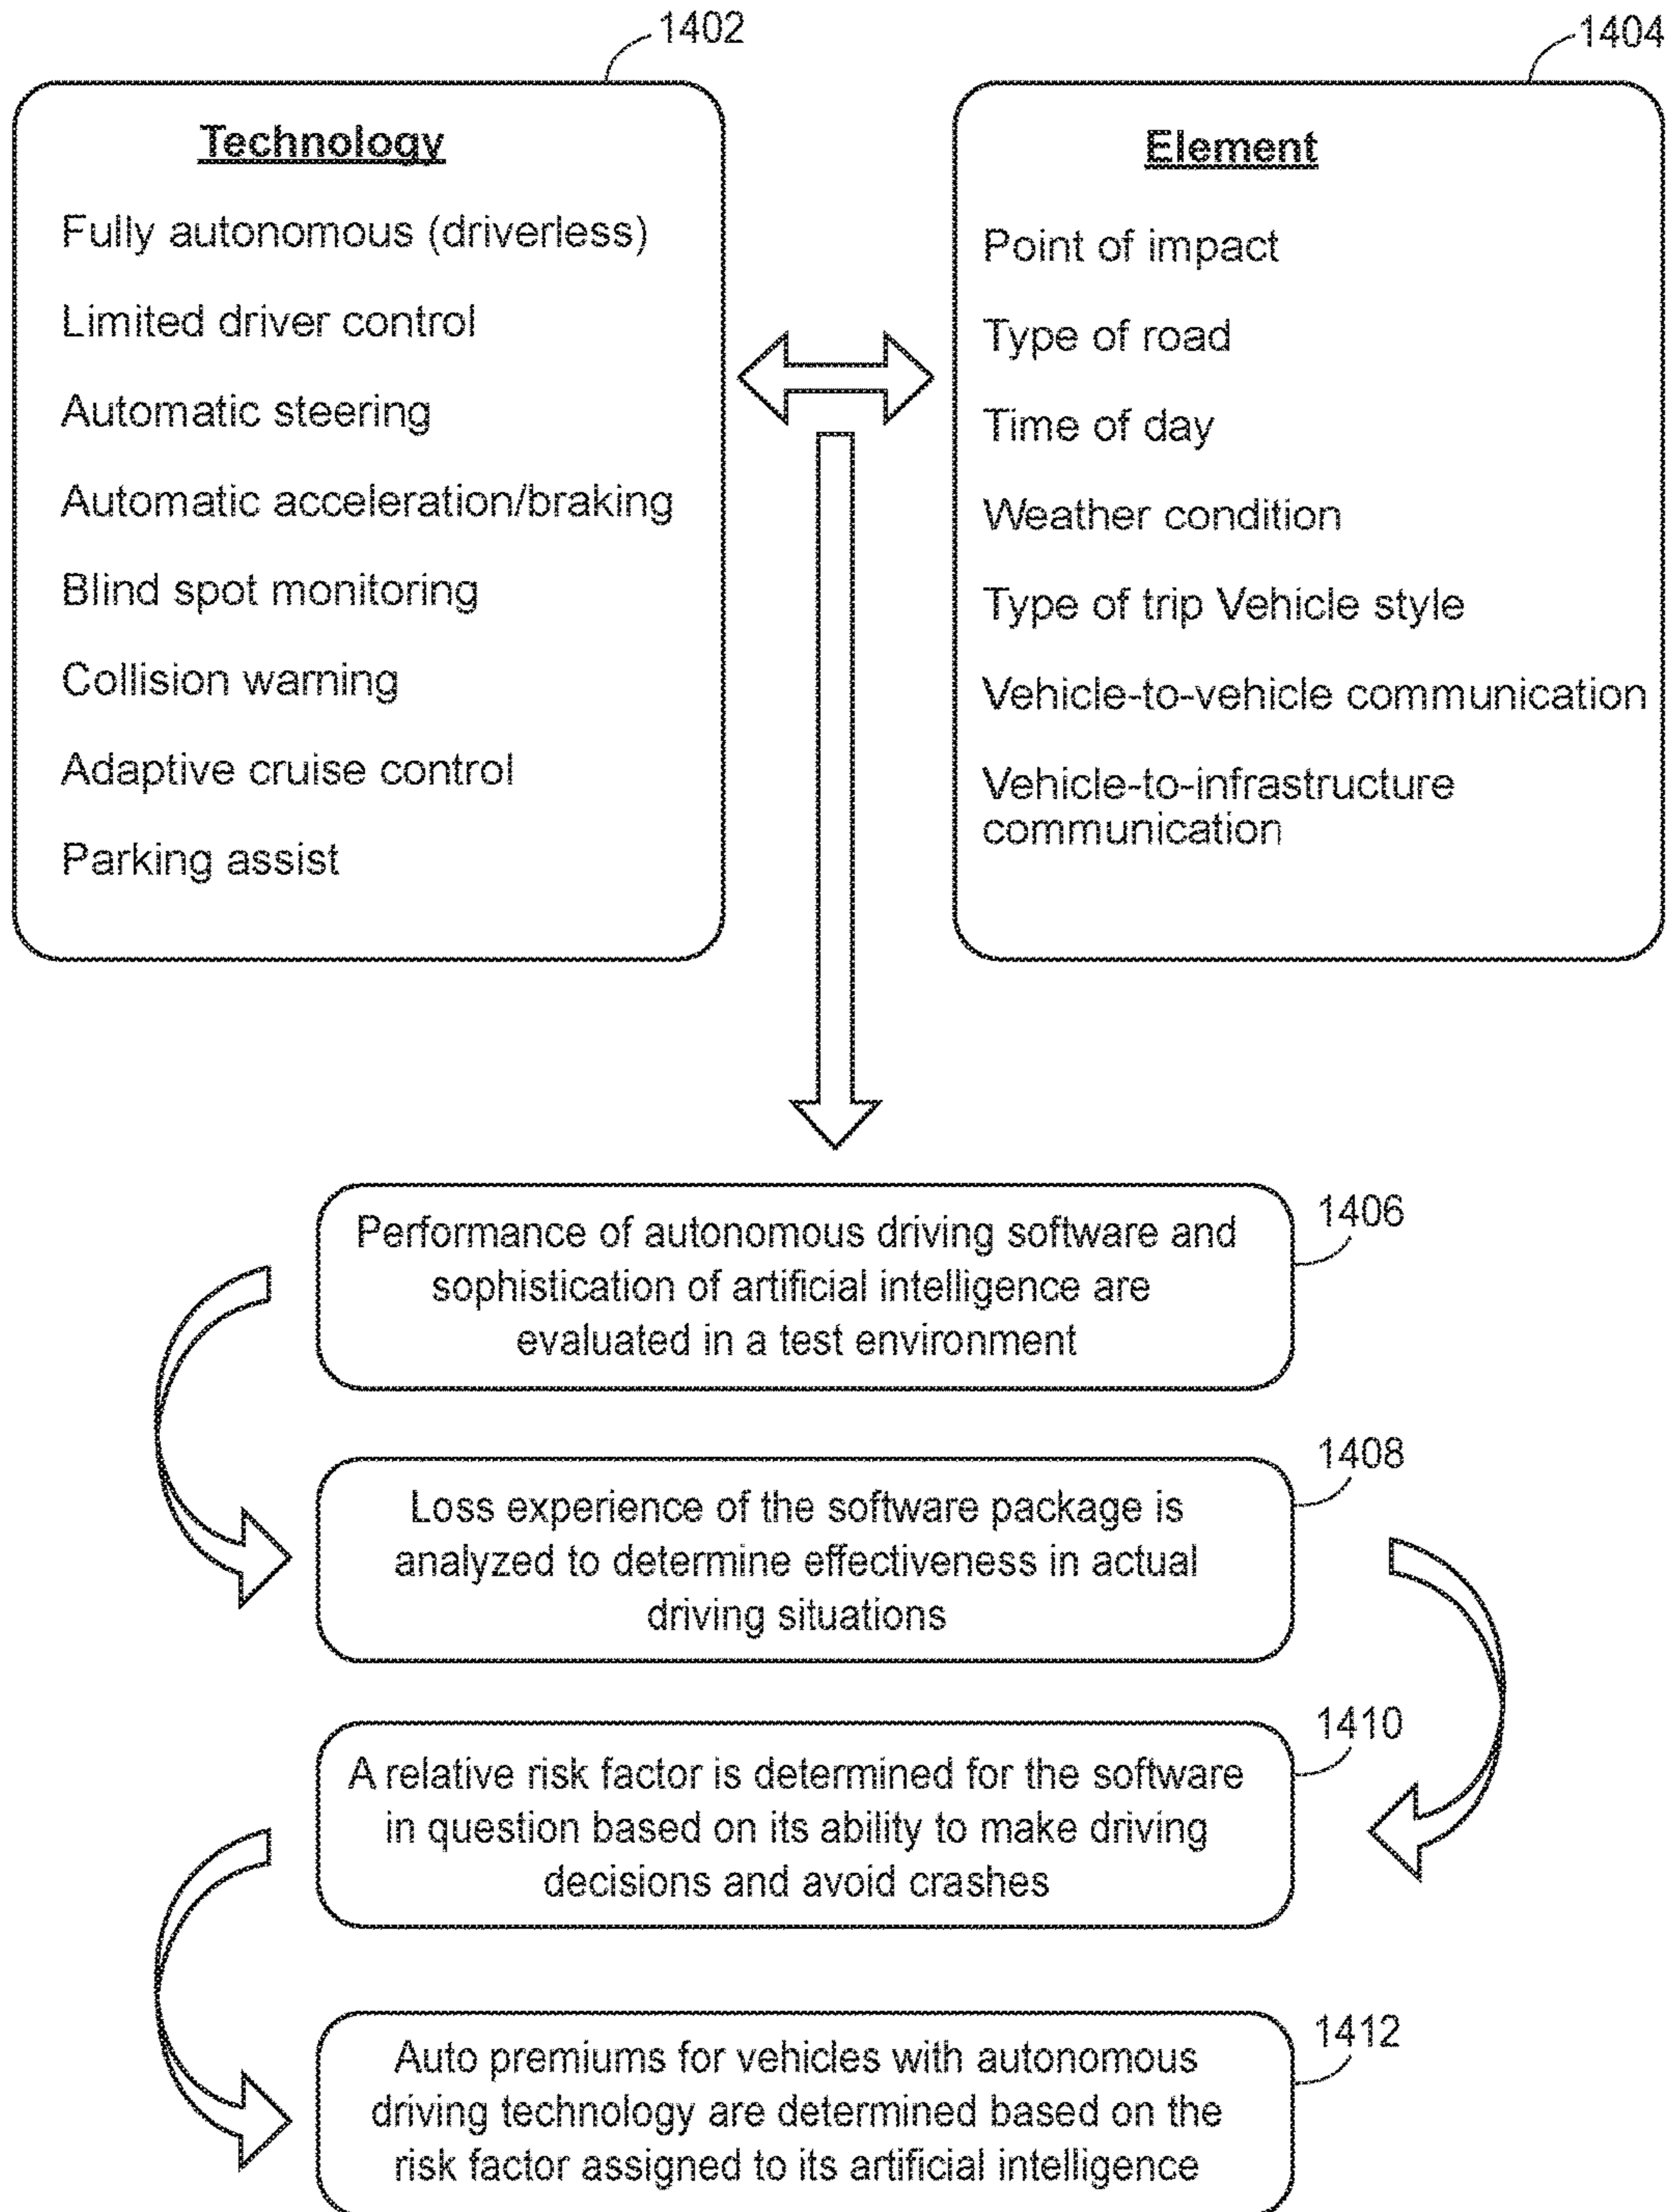 1402
1404
Technology
Fully autonomous (driverless)
Limited driver control
Automatic steering
Automatic acceleration/braking
Blind spot monitoring
Collision warning
Adaptive cruise control
Parking assist
Element
Point of impact
Type of road
Time of day
Weather condition
Type of trip Vehicle style
Vehicle-to-vehicle communication
Vehicle-to-infrastructure
communication
1406
Performance of autonomous driving software and
sophistication of artificial intelligence are
evaluated in a test environment
1408
Loss experience of the software package is
analyzed to determine effectiveness in actual
driving situations
1410
A relative risk factor is determined for the software
in question based on its ability to make driving
decisions and avoid crashes
1412
Auto premiums for vehicles with autonomous
driving technology are determined based on the
risk factor assigned to its artificial intelligence